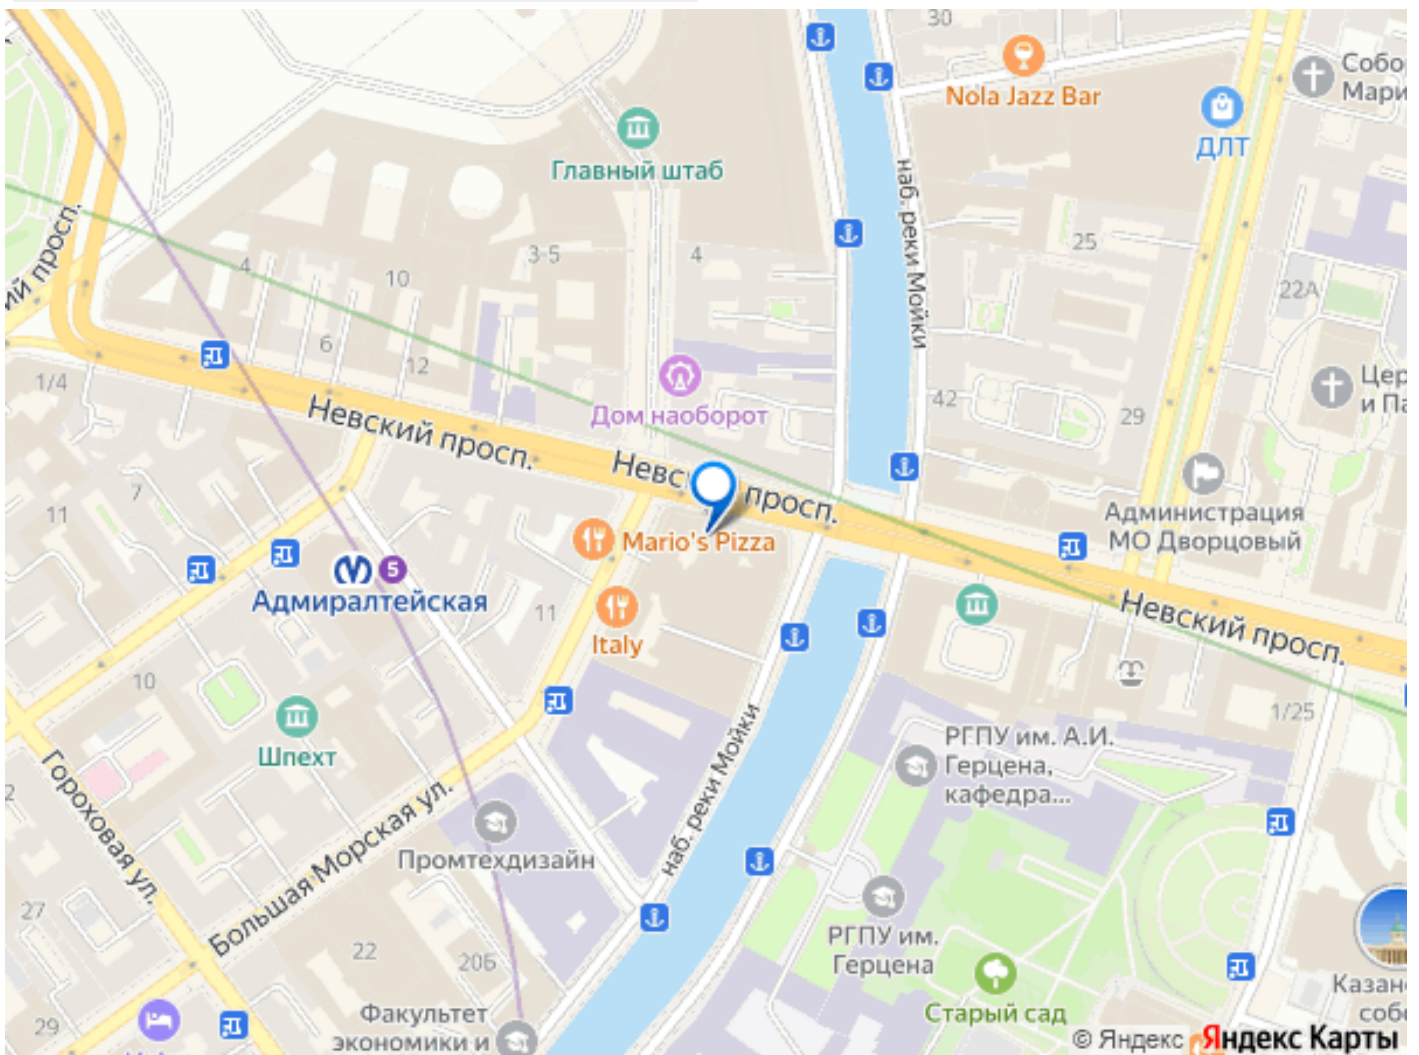 30
Nola Jazz Bar
Собо
Мари
ДЛТ
Главный штаб
наб. реки Мойки
ий просп.
4
10
3-5
4
25
22А
6
12
1/4
Дом наоборот
42
29
Цер
и Па
Невский просп.
Невс
просп.
7
11
Mario's Pizza
Администрация
МО Дворцовый
5
Адмиралтейская
11
Italy
Невский просп.
10
Шпехт
1/25
Гороховая ул.
наб. реки Мойки
РГПУ им. А.И.
Герцена,
кафедра...
2
Большая Морская ул.
Промтехдизайн
27
22
20Б
РГПУ им.
Герцена
Старый сад
Казан
собо
29
Факультет
экономики и
© Яндекс
Яндекс Карты